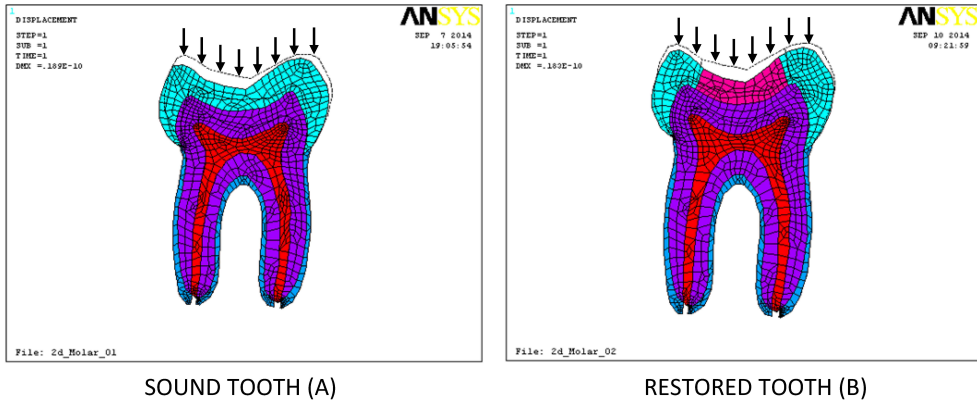 1
DISPLACEMENT
STEP=1
SUB =1
TIME=1
DMX =.189E-10
ANSYS
SEP 7 2014
19:05:54
File: 2d_Molar_01
SOUND TOOTH (A)
1
DISPLACEMENT
STEP=1
SUB =1
TIME=1
DMX =.183E-10
ANSYS
SEP 10 2014
09:21:59
File: 2d_Molar_02
RESTORED TOOTH (B)